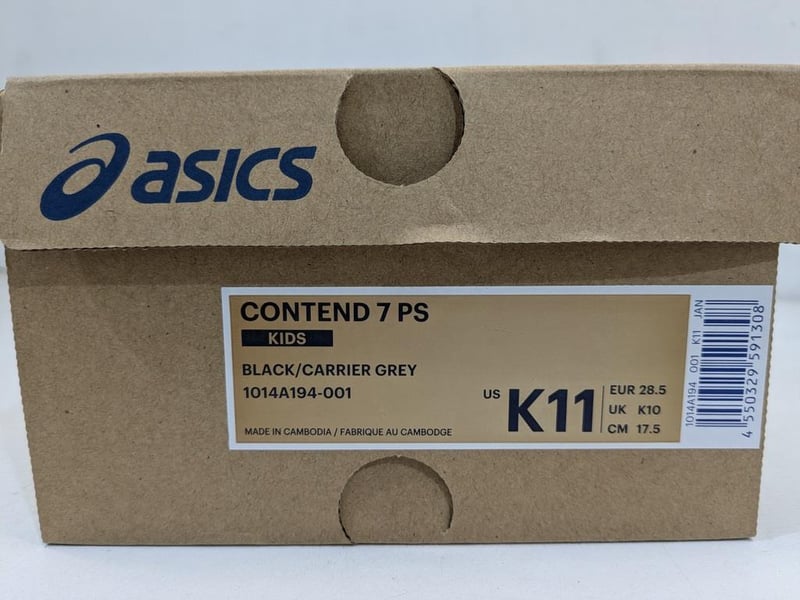 asics
CONTEND 7 PS
KIDS
BLACK/CARRIER GREY
1014A194-001
MADE IN CAMBODIA / FABRIQUE AU CAMBODGE
US K11
EUR 28.5
UK K10
CM 17.5
1014A194 001 K11 JAN
4 550329 591308